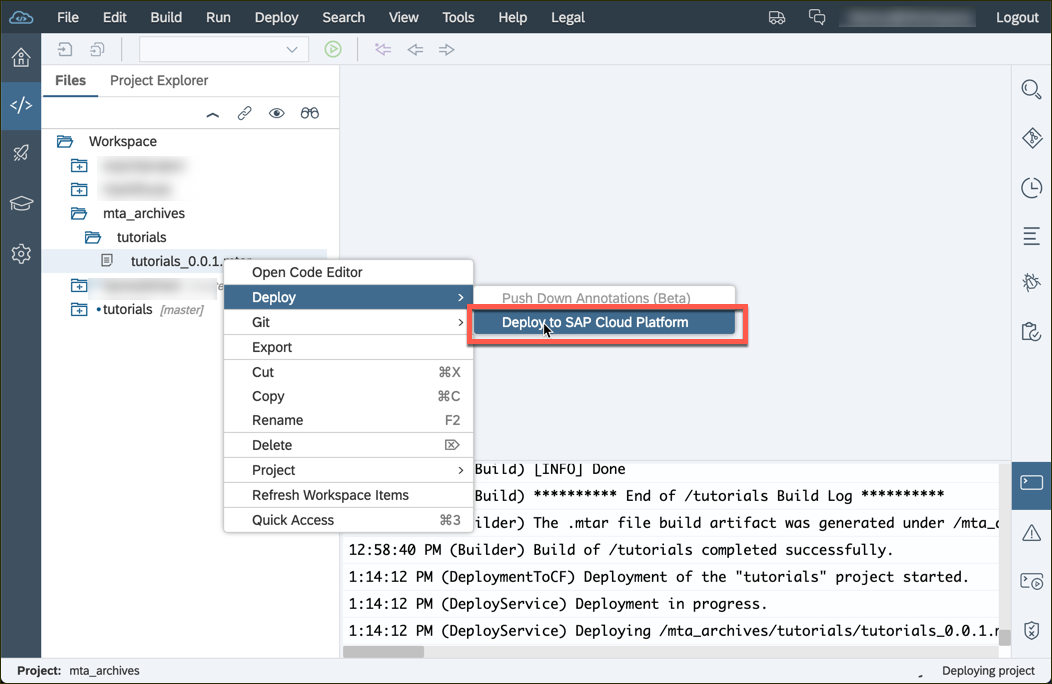 File Edit Build Run Deploy Search View Tools Help Legal Logout
Files Project Explorer
Workspace
mta_archives
tutorials
tutorials_0.0.1.
•tutorials [master]
Open Code Editor
Deploy
Git
Export
Cut ⌘X
Copy ⌘C
Rename F2
Delete ⌦
Project
Refresh Workspace Items
Quick Access ⌘3
Push Down Annotations (Beta)
Deploy to SAP Cloud Platform
Build) [INFO] Done
Build) ********** End of /tutorials Build Log **********
ilder) The .mtar file build artifact was generated under /mta_
12:58:40 PM (Builder) Build of /tutorials completed successfully.
1:14:12 PM (DeploymentToCF) Deployment of the "tutorials" project started.
1:14:12 PM (DeployService) Deployment in progress.
1:14:12 PM (DeployService) Deploying /mta_archives/tutorials/tutorials_0.0.1.
Project: mta_archives
Deploying project